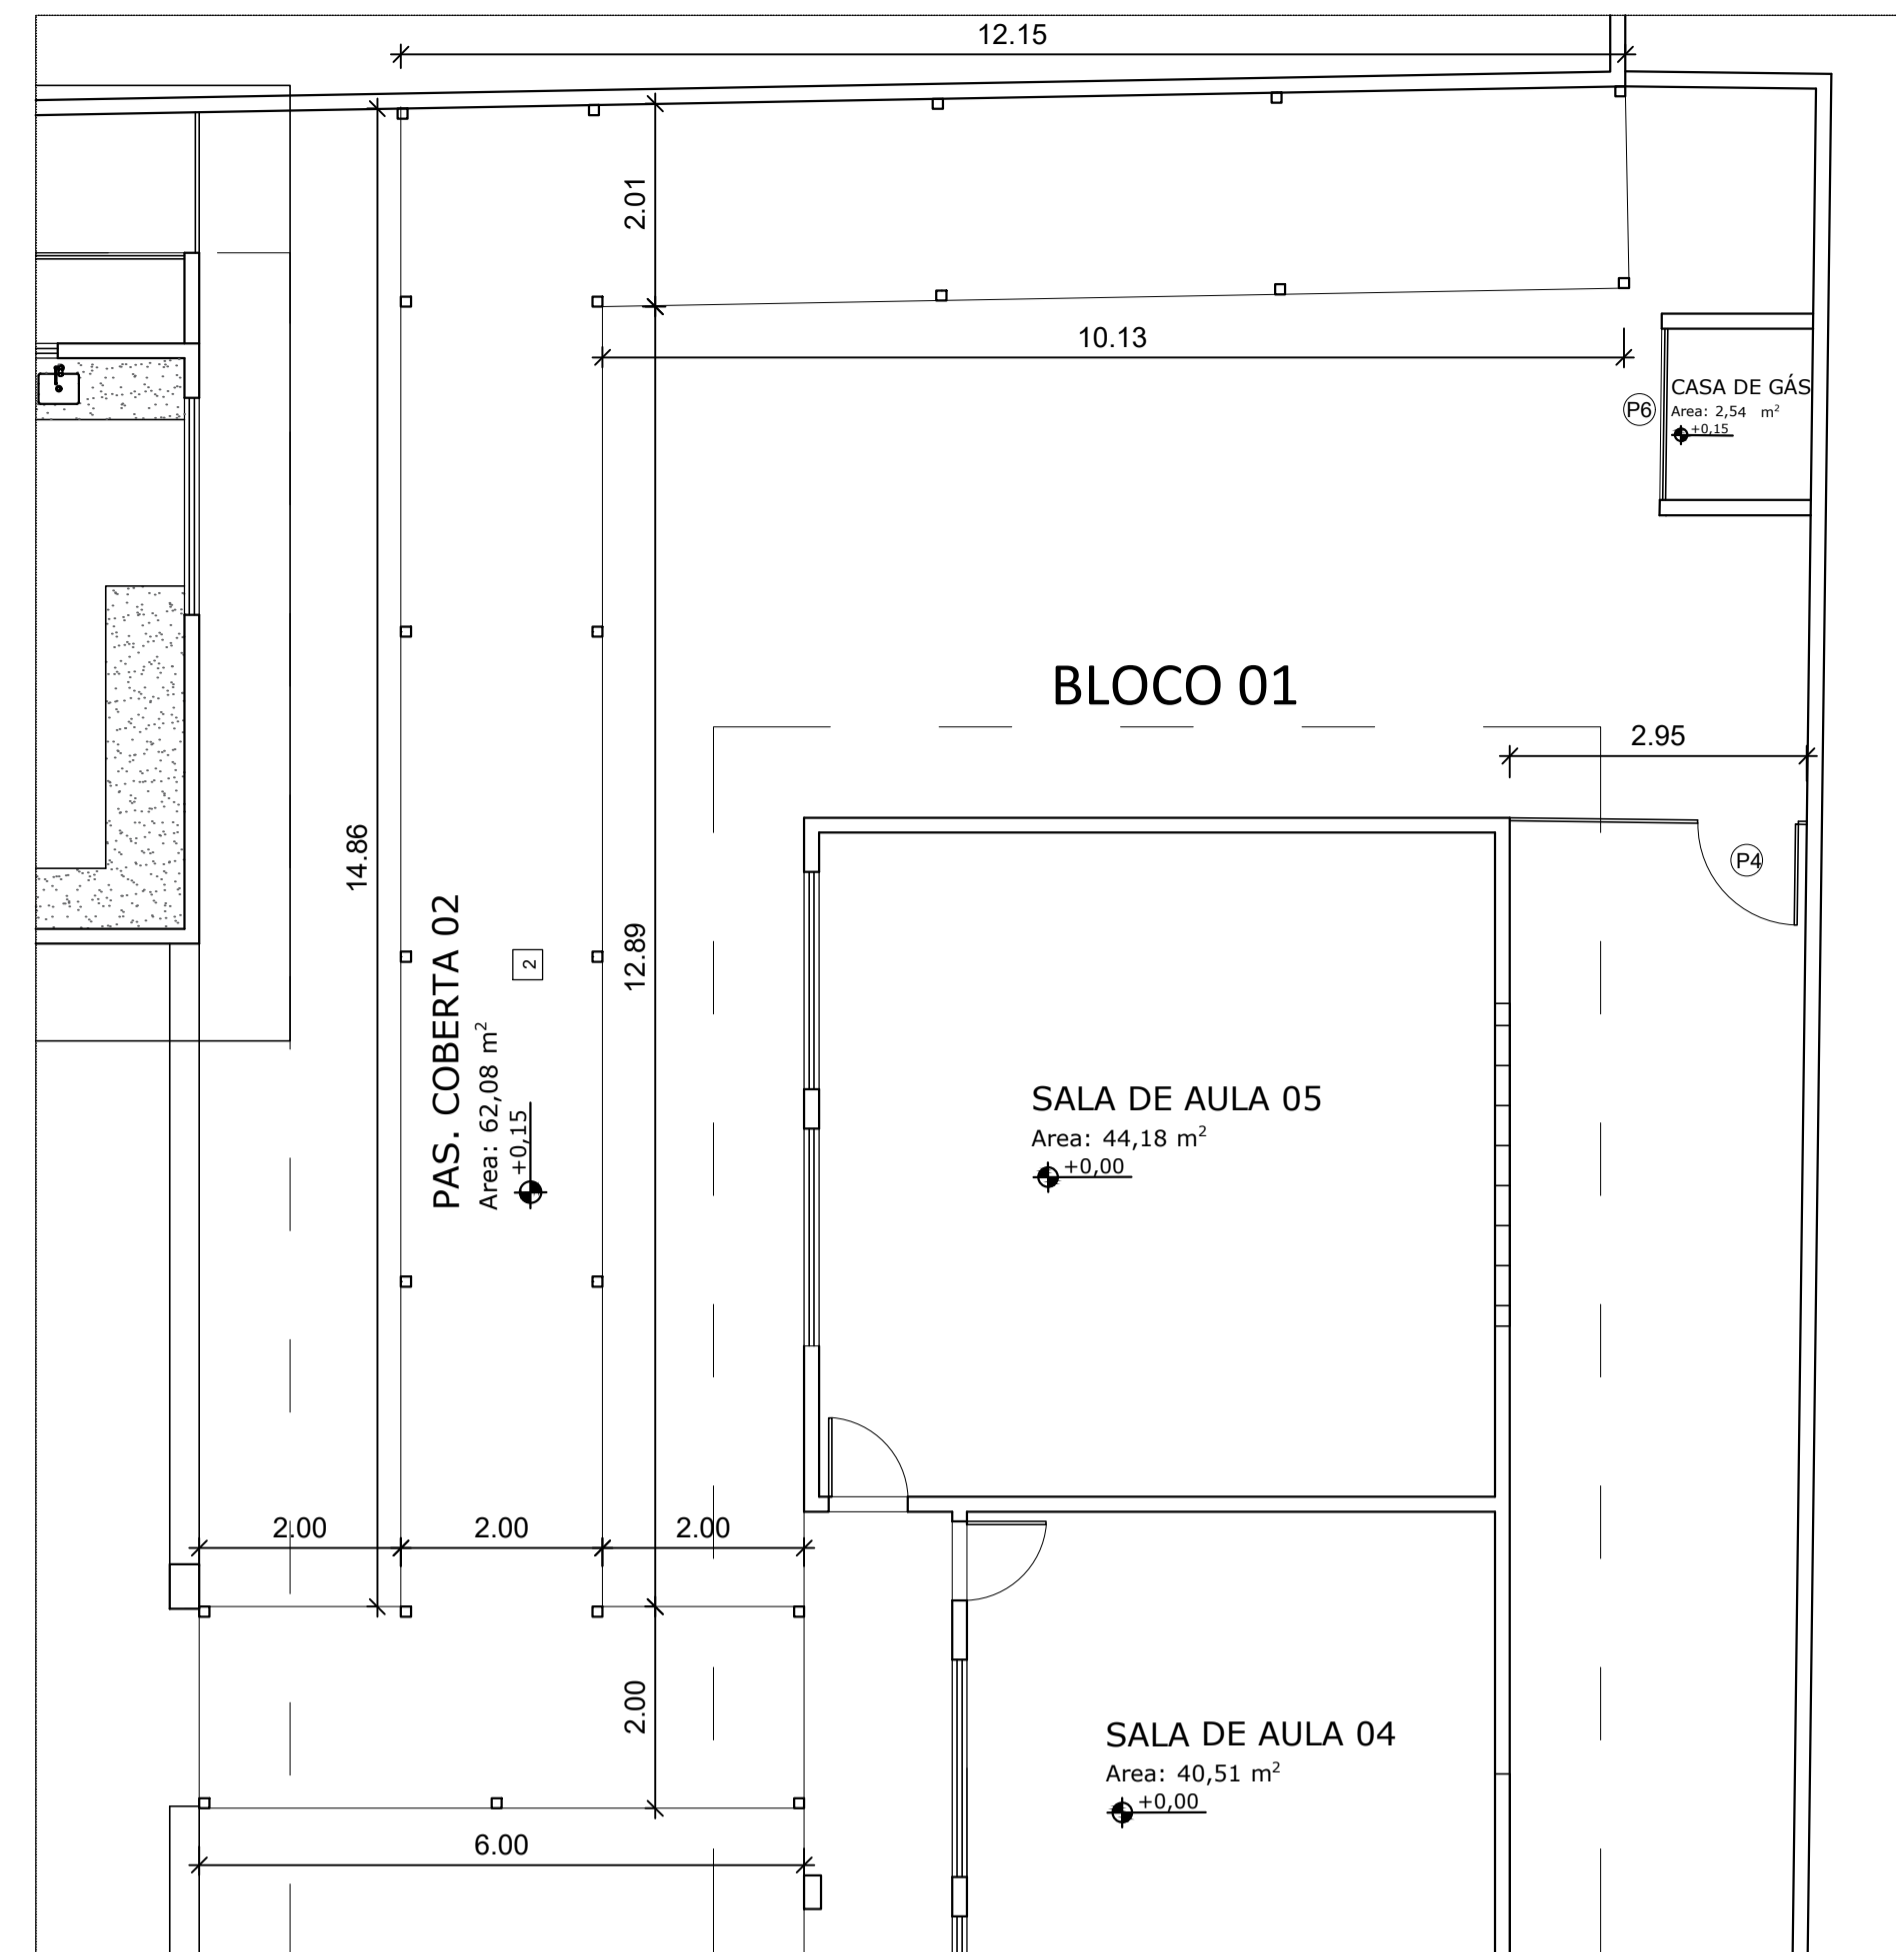 12.15
2.01
10.13
CASA DE GÁS
P6
Area: 2,54 m²
+0,15
BLOCO 01
2.95
14.86
P4
PAS. COBERTA 02
Area: 62,08 m²
+0,15
2
12.89
SALA DE AULA 05
Area: 44,18 m²
+0,00
2.00
2.00
2.00
2.00
SALA DE AULA 04
Area: 40,51 m²
+0,00
6.00